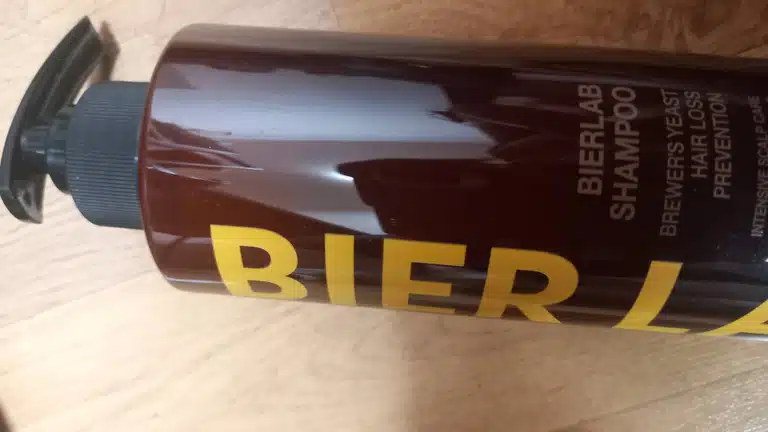 BIERLAB
SHAMPOO
BREWER'S YEAST
HAIR LOSS
PREVENTION
INTENSIVE SCALP CARE
BIER LA